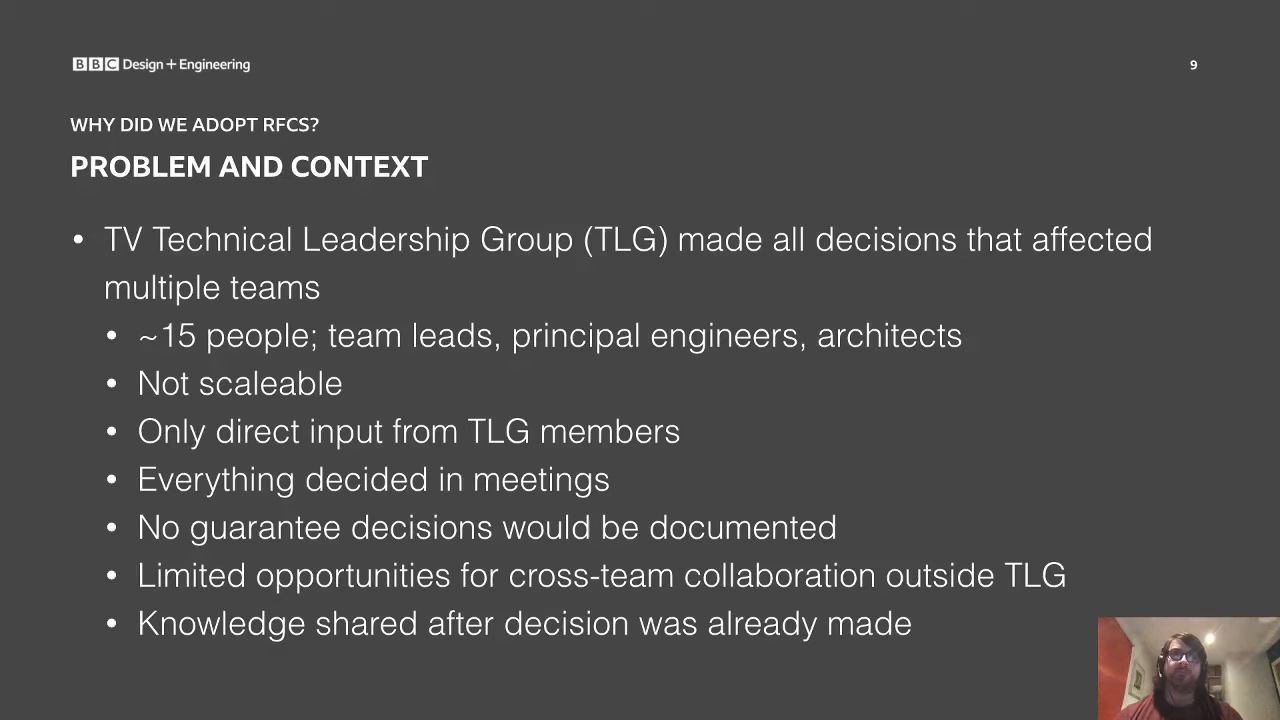 BBC Design + Engineering
9
WHY DID WE ADOPT RFCS?
PROBLEM AND CONTEXT
• TV Technical Leadership Group (TLG) made all decisions that affected
multiple teams
• ~15 people; team leads, principal engineers, architects
• Not scaleable
• Only direct input from TLG members
• Everything decided in meetings
• No guarantee decisions would be documented
• Limited opportunities for cross-team collaboration outside TLG
• Knowledge shared after decision was already made